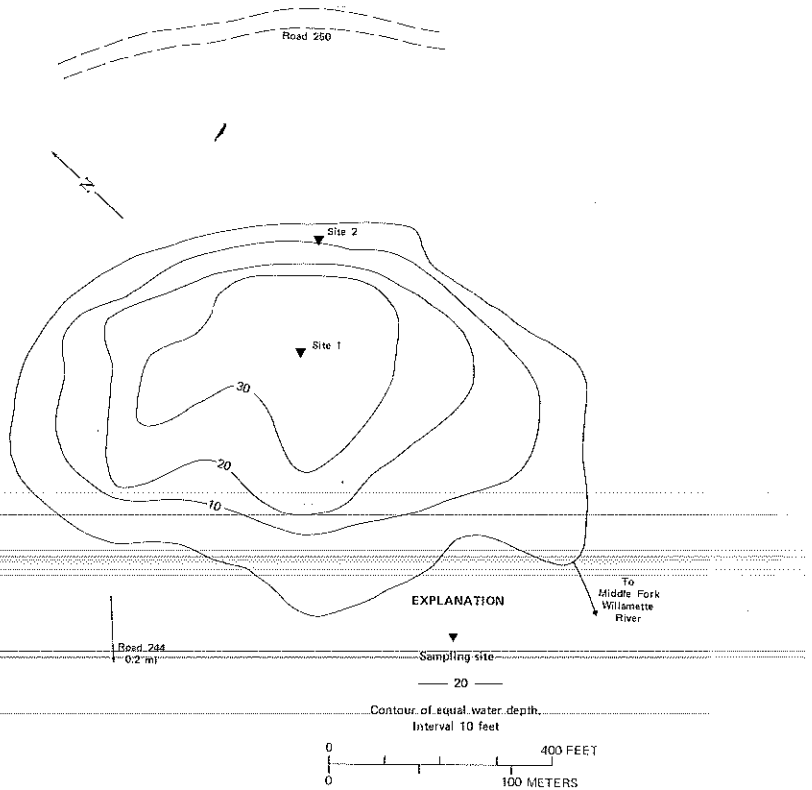 Road 250
N
Site 2
Site 1
30
20
10
To
Middle Fork
Willamette
River
EXPLANATION
Road 244
0.2 mi
Sampling site
20
Contour of equal water depth.
Interval 10 feet
0 400 FEET
0 100 METERS